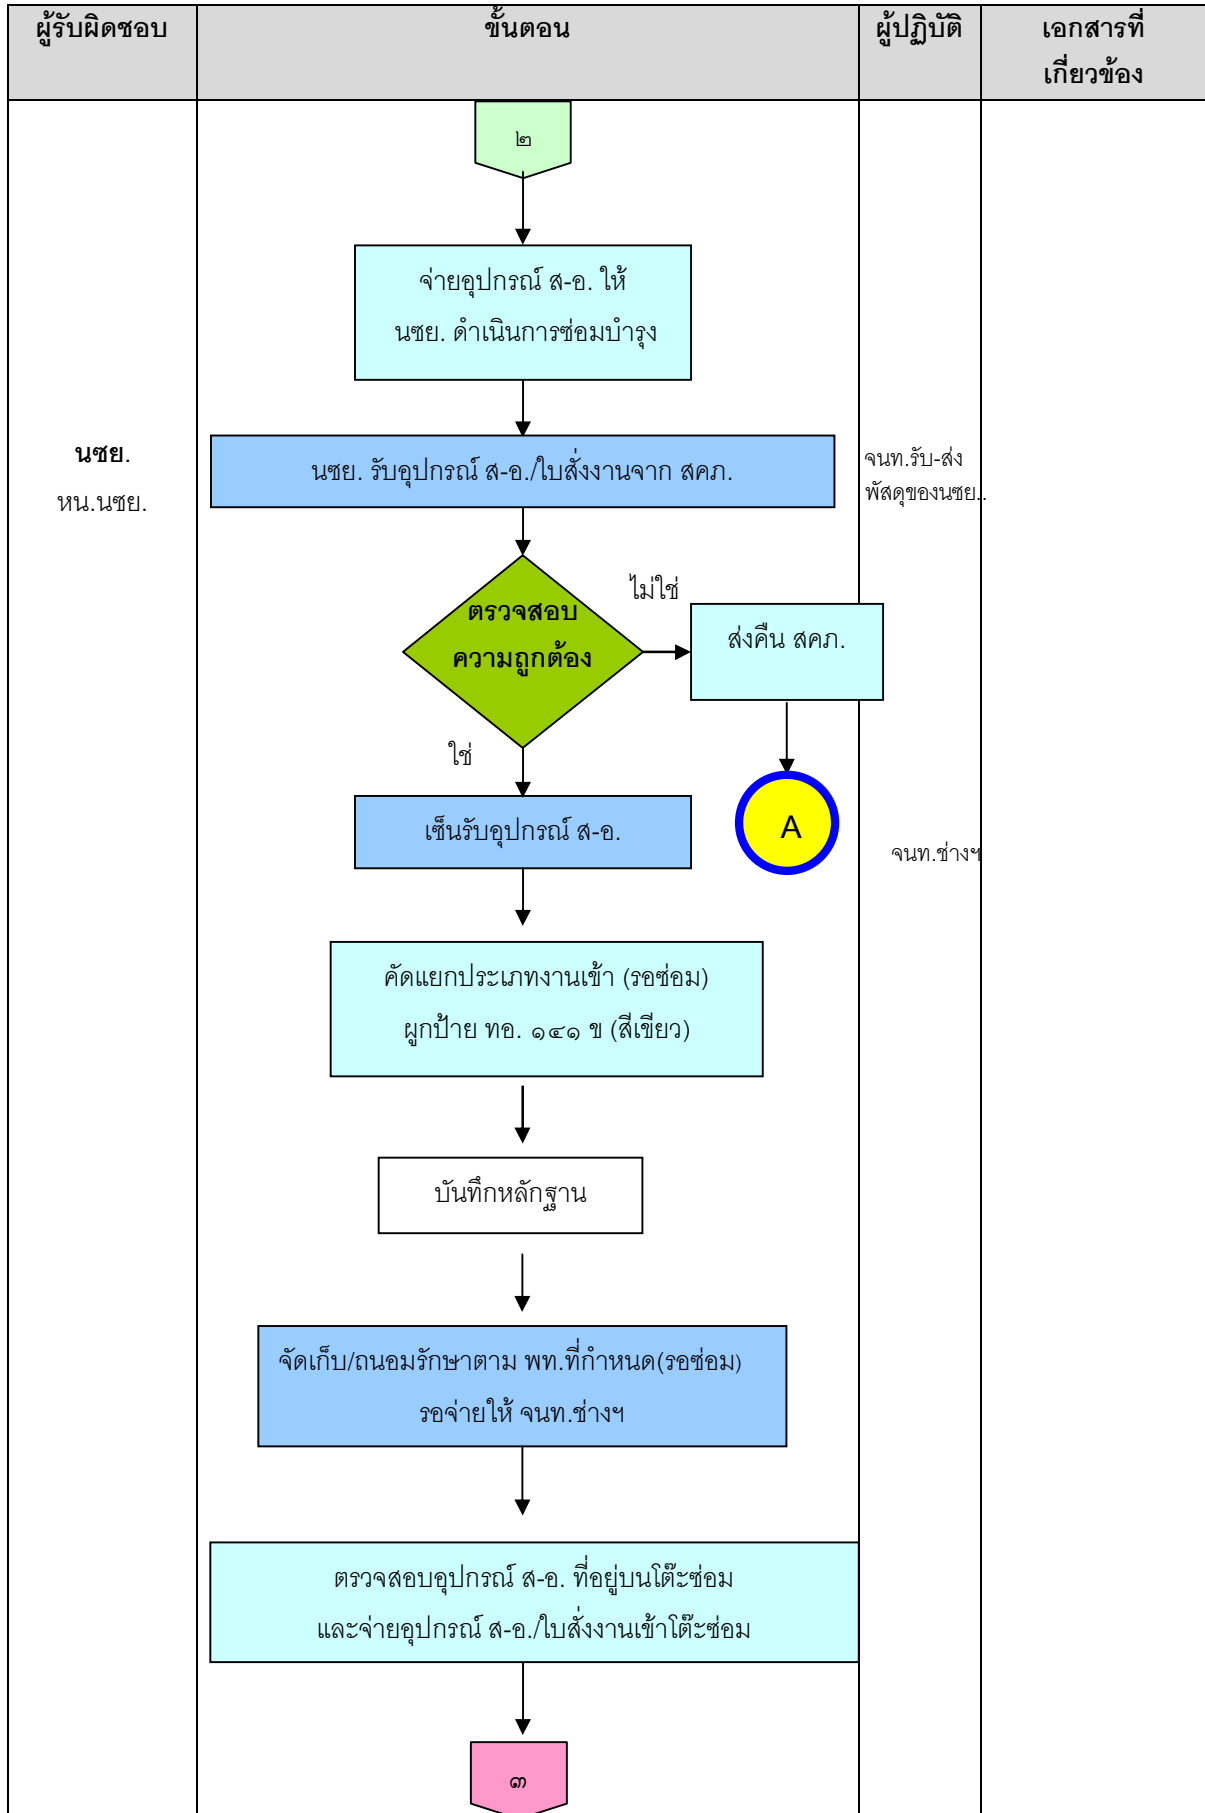 ผู้รับผิดชอบ
ขั้นตอน
ผู้ปฏิบัติ
เอกสารที่
เกี่ยวข้อง
๒
จ่ายอุปกรณ์ ส-อ. ให้
นซย. ดำเนินการซ่อมบำรุง
นซย.
หน.นซย.
นซย. รับอุปกรณ์ ส-อ./ใบสั่งงานจาก สคภ.
จนท.รับ-ส่ง
พัสดุของนซย..
ตรวจสอบ
ความถูกต้อง
ไม่ใช่
ส่งคืน สคภ.
ใช่
เซ็นรับอุปกรณ์ ส-อ.
A
จนท.ช่างฯ
คัดแยกประเภทงานเข้า (รอซ่อม)
ผูกป้าย ทอ. ๑๔๑ ข (สีเขียว)
บันทึกหลักฐาน
จัดเก็บ/ถนอมรักษาตาม พท.ที่กำหนด(รอซ่อม)
รอจ่ายให้ จนท.ช่างฯ
ตรวจสอบอุปกรณ์ ส-อ. ที่อยู่บนโต๊ะซ่อม
และจ่ายอุปกรณ์ ส-อ./ใบสั่งงานเข้าโต๊ะซ่อม
๓